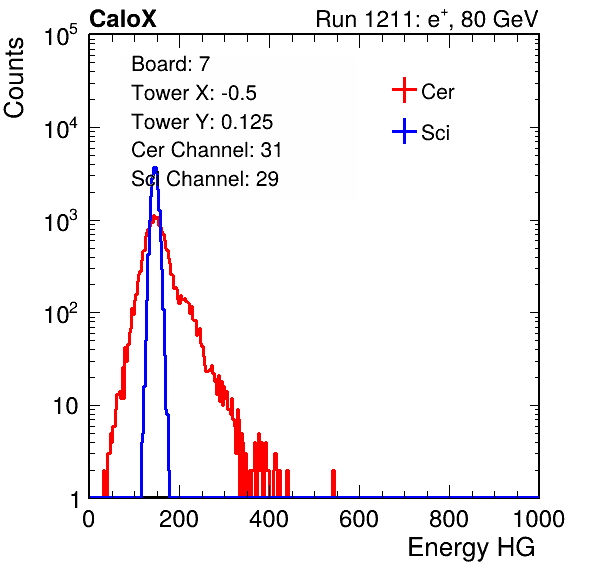 CaloX Run 1211: e⁺, 80 GeV
Counts
10⁵
10⁴
10³
10²
10
1
Board: 7
Tower X: -0.5
Tower Y: 0.125
Cer Channel: 31
Sci Channel: 29
Cer
Sci
0 200 400 600 800 1000
Energy HG